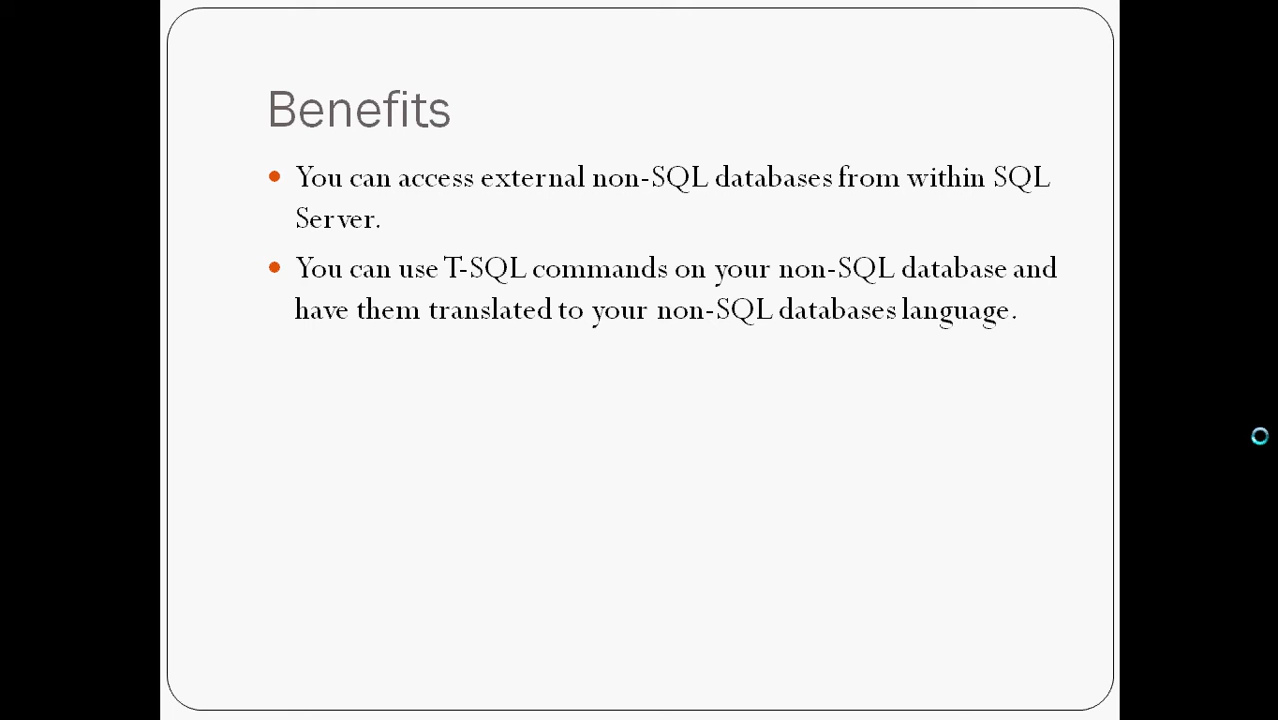 Benefits
• You can access external non-SQL databases from within SQL
Server.
• You can use T-SQL commands on your non-SQL database and
have them translated to your non-SQL databases language.